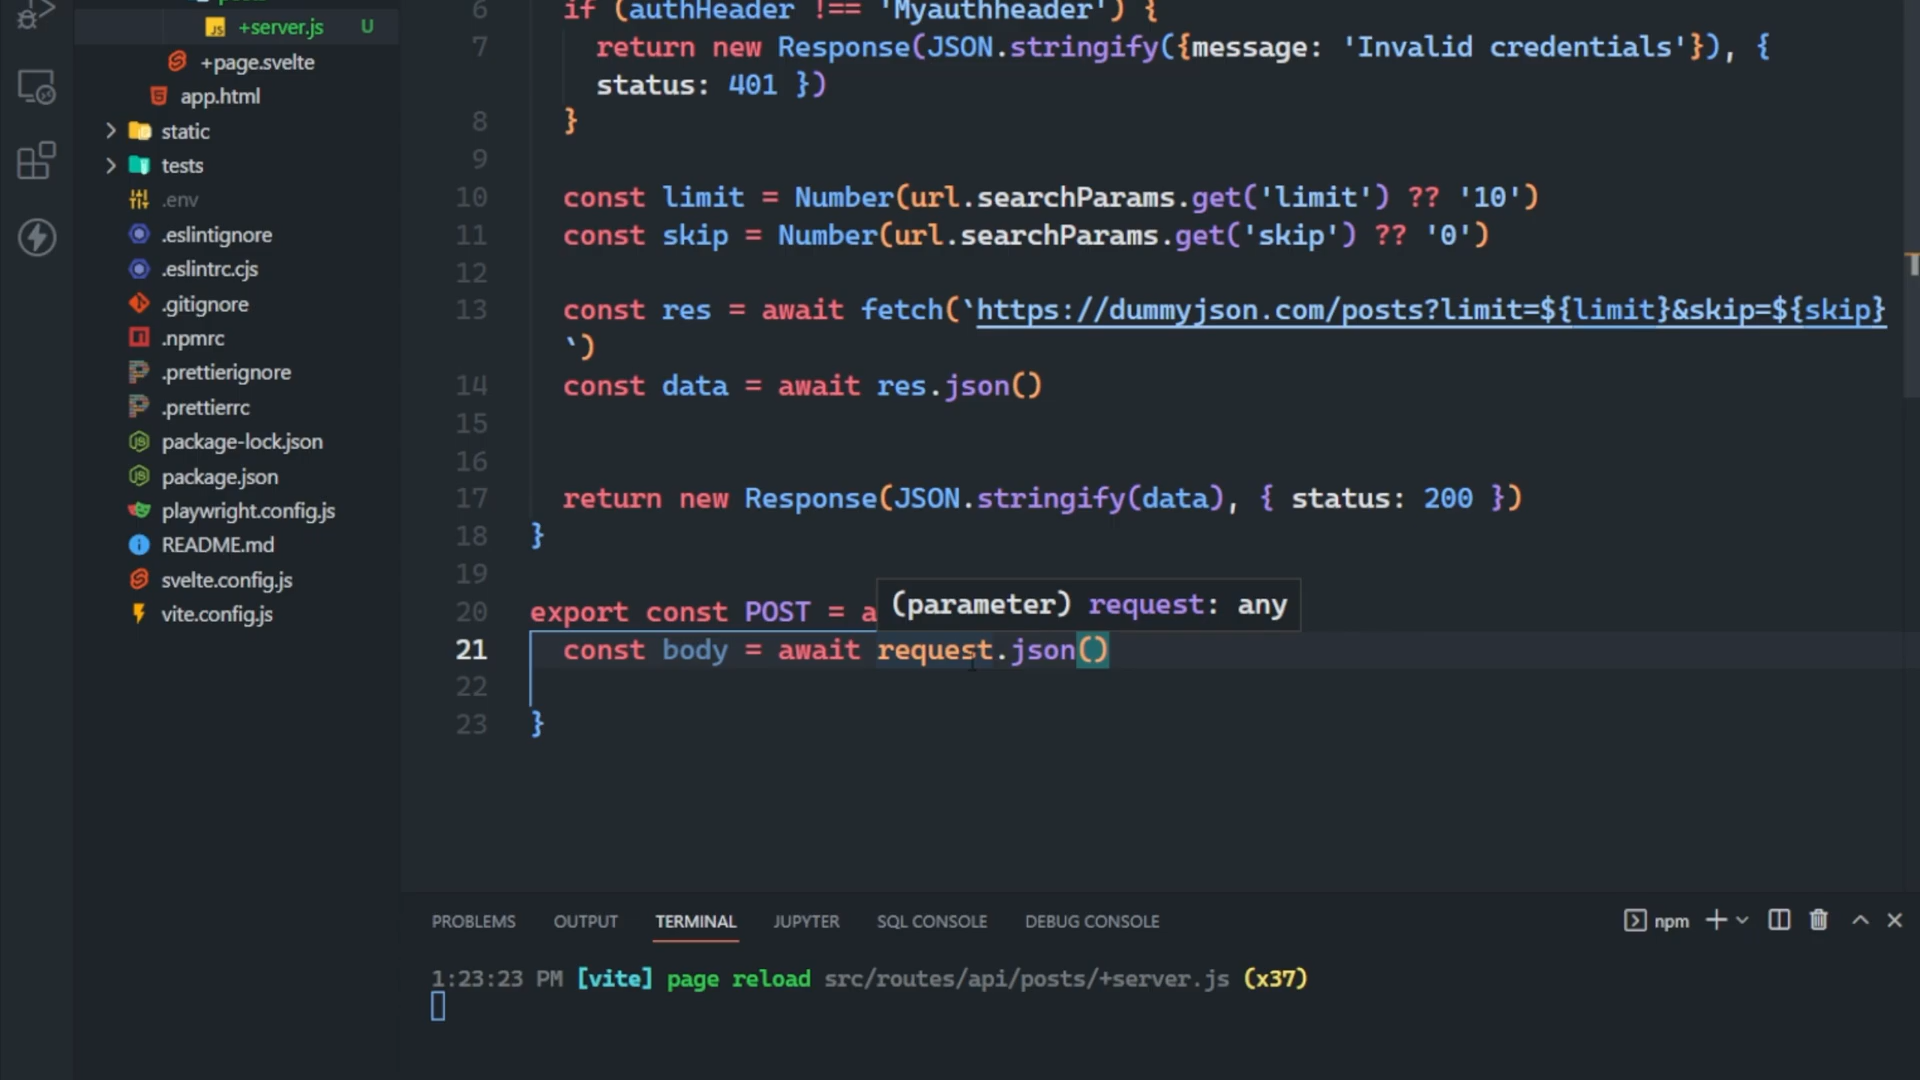 +server.js U
+page.svelte
app.html
static
tests
.env
.eslintignore
.eslintrc.cjs
.gitignore
.npmrc
.prettierignore
.prettierrc
package-lock.json
package.json
playwright.config.js
README.md
svelte.config.js
vite.config.js
6 if (authHeader !== 'Myauthheader') {
7 return new Response(JSON.stringify({message: 'Invalid credentials'}), {
status: 401 })
8 }
9
10 const limit = Number(url.searchParams.get('limit') ?? '10')
11 const skip = Number(url.searchParams.get('skip') ?? '0')
12
13 const res = await fetch(`https://dummyjson.com/posts?limit=${limit}&skip=${skip}
`)
14 const data = await res.json()
15
16
17 return new Response(JSON.stringify(data), { status: 200 })
18 }
19
20 export const POST = a
(parameter) request: any
21 const body = await request.json()
22
23 }
PROBLEMS OUTPUT TERMINAL JUPYTER SQL CONSOLE DEBUG CONSOLE
npm
1:23:23 PM [vite] page reload src/routes/api/posts/+server.js (x37)